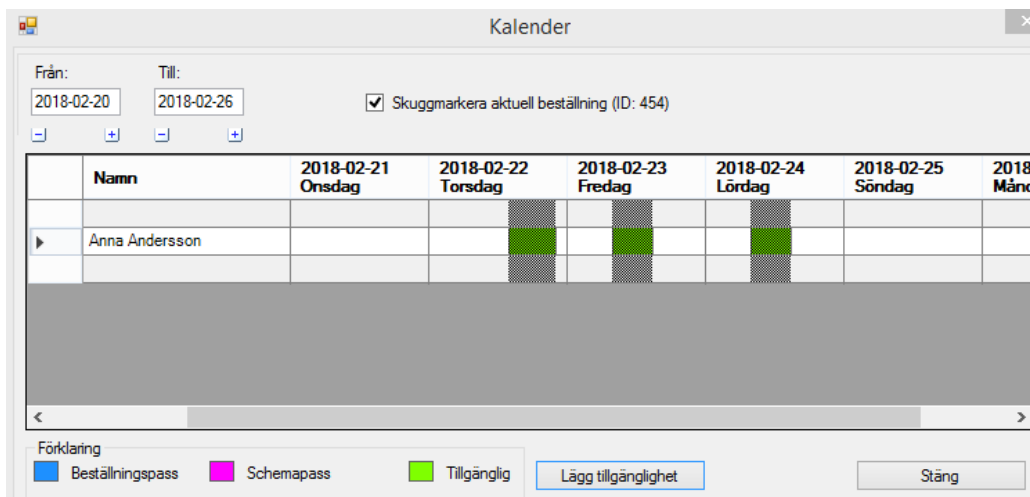 Kalender
Från:
Till:
2018-02-20
2018-02-26
Skuggmarkera aktuell beställning (ID: 454)
Namn
2018-02-21
Onsdag
2018-02-22
Torsdag
2018-02-23
Fredag
2018-02-24
Lördag
2018-02-25
Söndag
2018
Månd
Anna Andersson
Förklaring
Beställningspass
Schemapass
Tillgänglig
Lägg tillgänglighet
Stäng